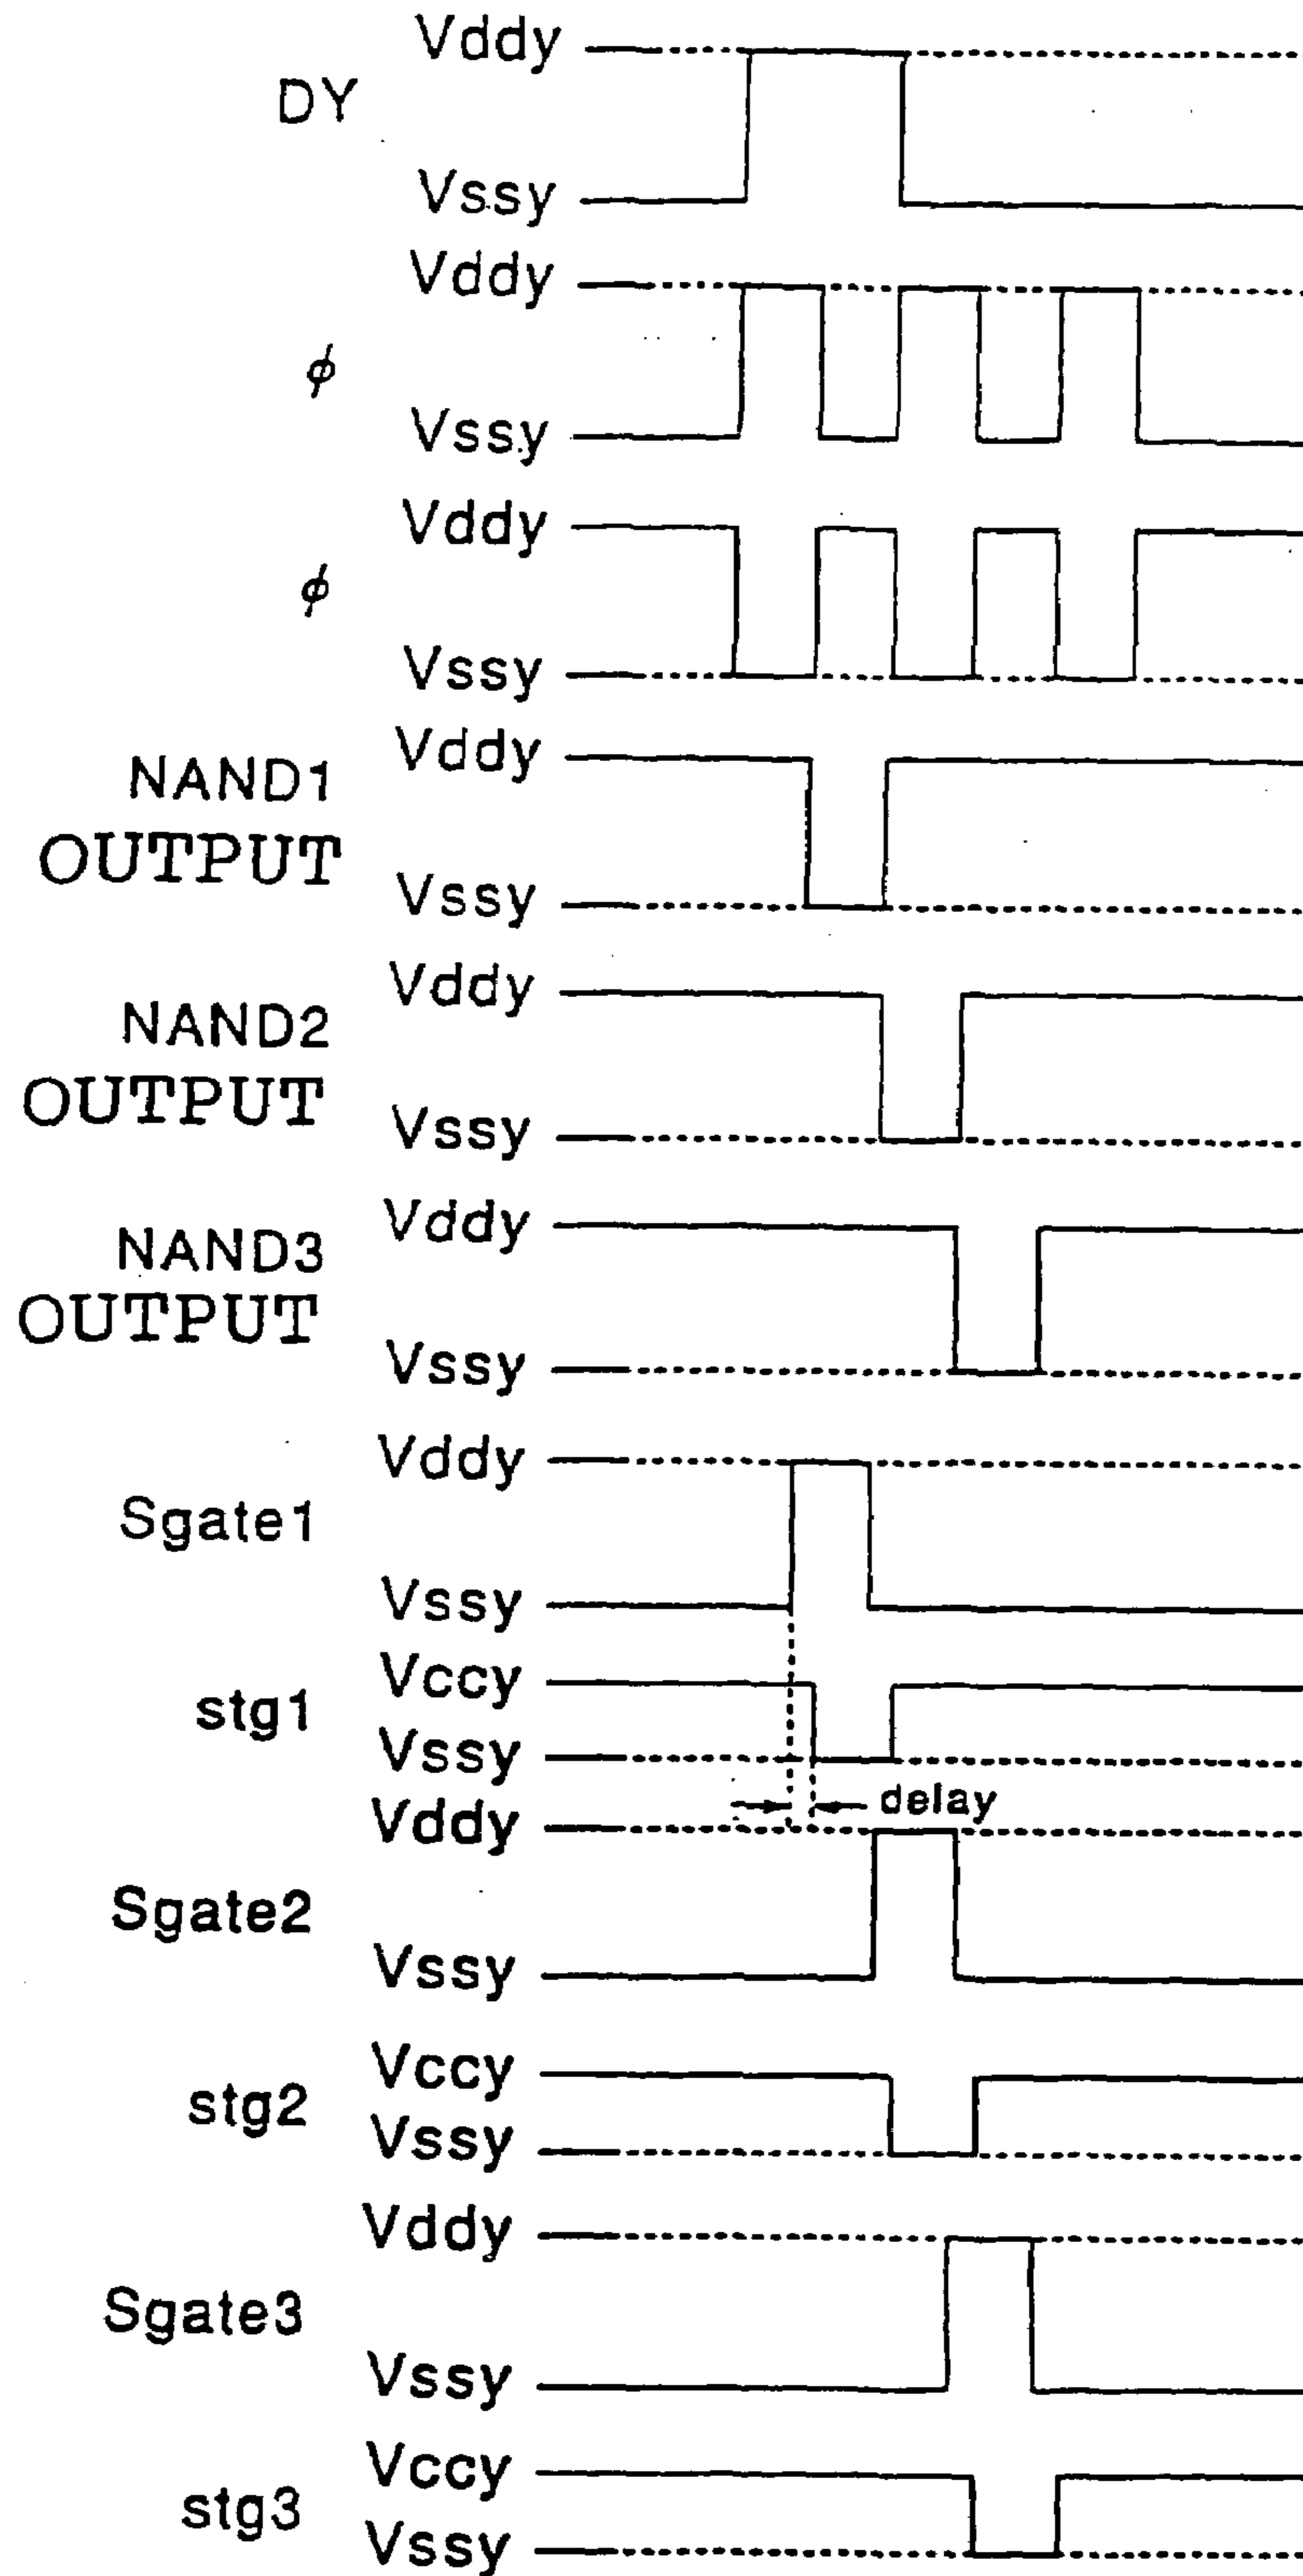 Vddy
DY
Vssy
Vddy
ϕ
Vssy
Vddy
ϕ
Vssy
Vddy
NAND1
OUTPUT
Vssy
Vddy
NAND2
OUTPUT
Vssy
Vddy
NAND3
OUTPUT
Vssy
Vddy
Sgate1
Vssy
Vccy
stg1
Vssy
delay
Vddy
Sgate2
Vssy
Vccy
stg2
Vssy
Vddy
Sgate3
Vssy
Vccy
stg3
Vssy